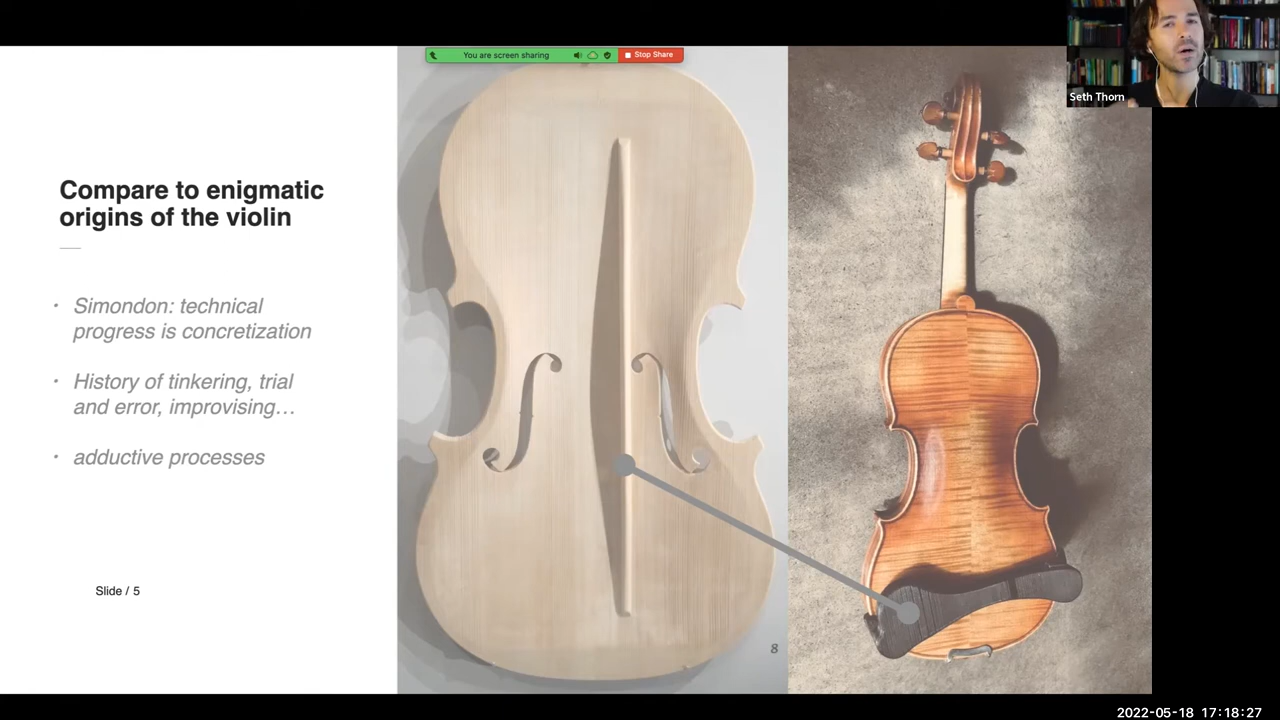 You are screen sharing
Stop Share
Seth Thorn
Compare to enigmatic
origins of the violin
• Simondon: technical
progress is concretization
• History of tinkering, trial
and error, improvising…
• adductive processes
Slide / 5
8
2022-05-18 17:18:27